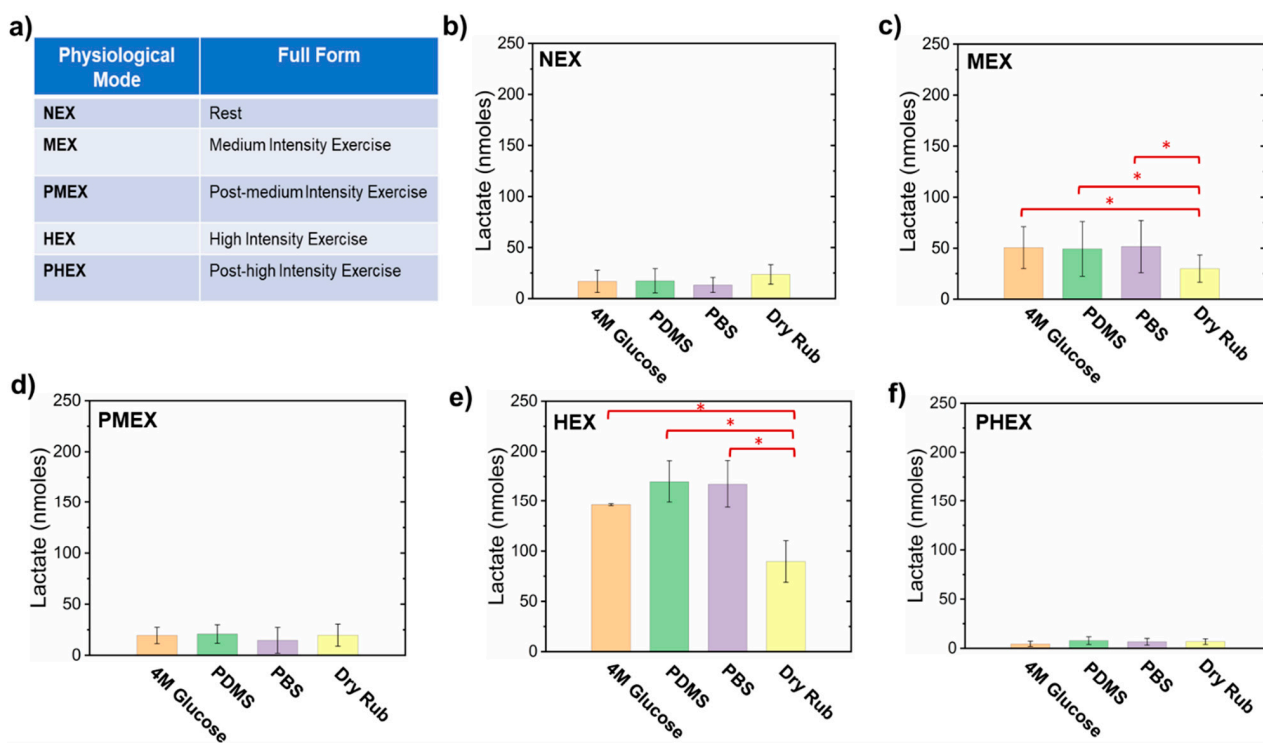 a)
Physiological Mode
Full Form
NEX
Rest
MEX
Medium Intensity Exercise
PMEX
Post-medium Intensity Exercise
HEX
High Intensity Exercise
PHEX
Post-high Intensity Exercise
b)
NEX
Lactate (nmoles)
250
200
150
100
50
0
4M Glucose
PDMS
PBS
Dry Rub
c)
MEX
Lactate (nmoles)
250
200
150
100
50
0
*
*
*
4M Glucose
PDMS
PBS
Dry Rub
d)
PMEX
Lactate (nmoles)
250
200
150
100
50
0
4M Glucose
PDMS
PBS
Dry Rub
e)
HEX
Lactate (nmoles)
250
200
150
100
50
0
*
*
*
4M Glucose
PDMS
PBS
Dry Rub
f)
PHEX
Lactate (nmoles)
250
200
150
100
50
0
4M Glucose
PDMS
PBS
Dry Rub